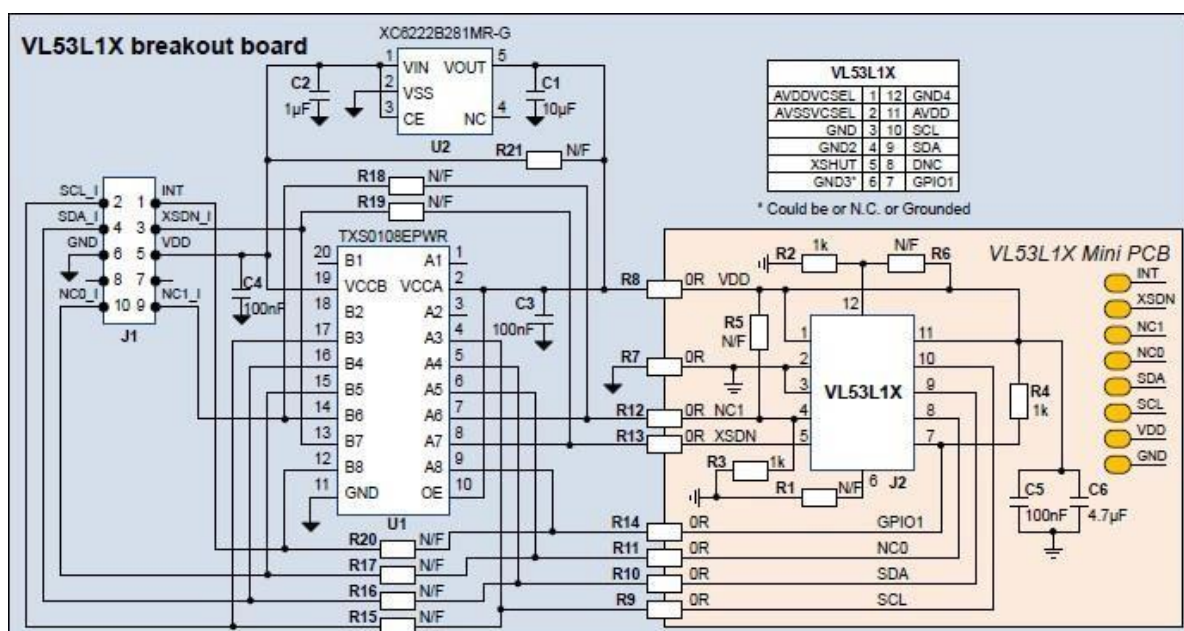 VL53L1X breakout board
XC6222B281MR-G
1 VIN VOUT 5
2 VSS
3 CE NC 4
U2
C2
1µF
C1
10µF
VL53L1X
AVDDVCSEL 1 12 GND4
AVSSVCSEL 2 11 AVDD
GND 3 10 SCL
GND2 4 9 SDA
XSHUT 5 8 DNC
GND3* 6 7 GPIO1
* Could be or N.C. or Grounded
R21 N/F
R18 N/F
R19 N/F
SCL_I 2 1 INT
SDA_I 4 3 XSDN_I
GND 6 5 VDD
8 7
NC0_I 10 9 NC1_I
J1
C4
100nF
TXS0108EPWR
20 B1 A1 1
19 VCCB VCCA 2
18 B2 A2 3
17 B3 A3 4
16 B4 A4 5
15 B5 A5 6
14 B6 A6 7
13 B7 A7 8
12 B8 A8 9
11 GND OE 10
U1
C3
100nF
R20 N/F
R17 N/F
R16 N/F
R15 N/F
VL53L1X Mini PCB
R2 1k
N/F R6
R8 0R VDD
R5
N/F
R7 0R
R12 0R NC1
R13 0R XSDN
R3 1k
R1 N/F
12
1 11
2 10
3 9
4 8
5 7
6
VL53L1X
J2
R4
1k
C5
100nF
C6
4.7µF
R14 0R GPIO1
R11 0R NC0
R10 0R SDA
R9 0R SCL
INT
XSDN
NC1
NC0
SDA
SCL
VDD
GND